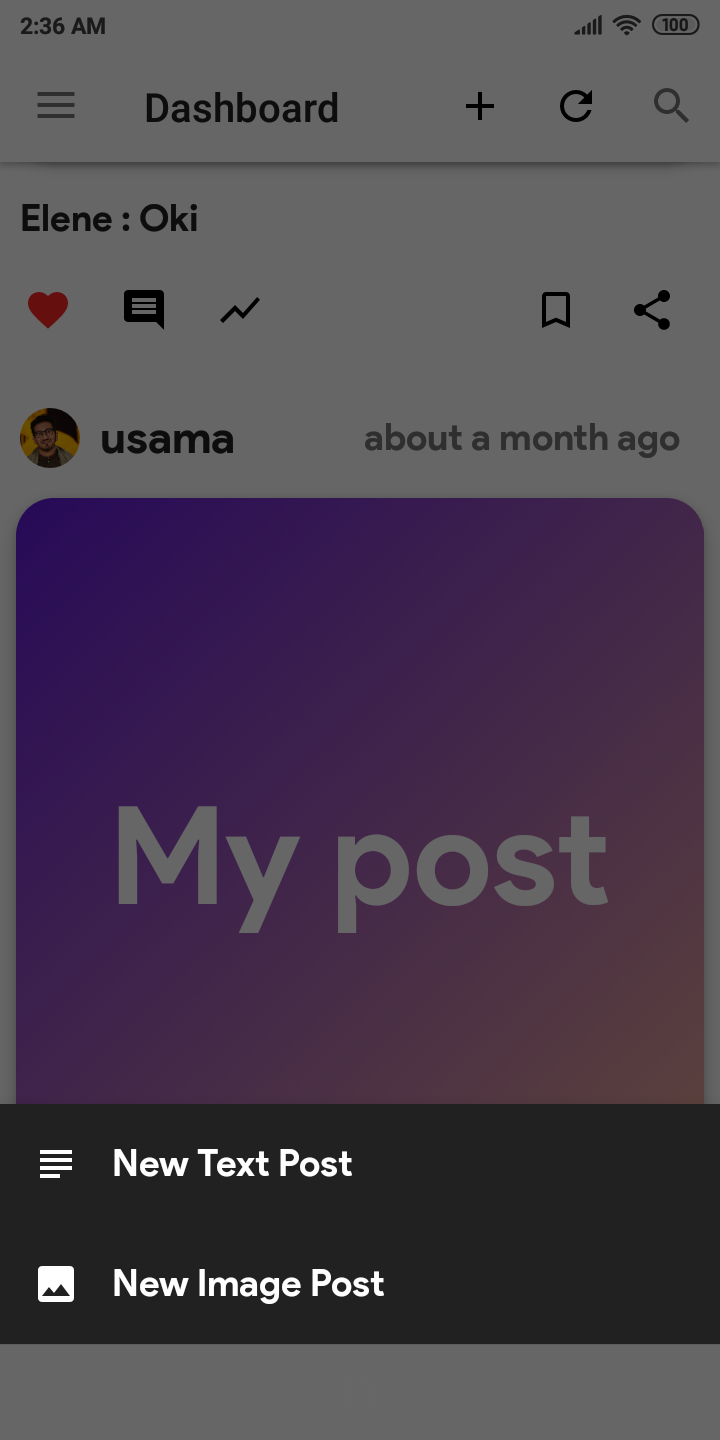 2:36 AM
100
Dashboard
Elene : Oki
usama
about a month ago
My post
New Text Post
New Image Post